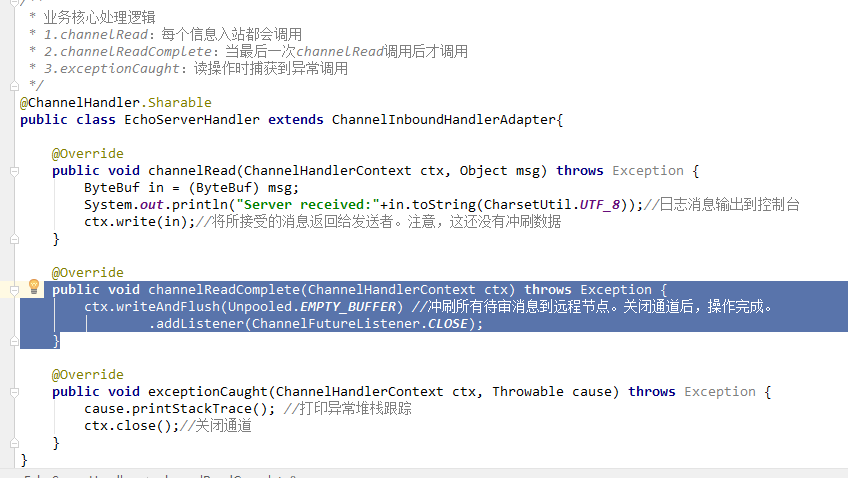 /**
* 业务核心处理逻辑
* 1.channelRead：每个信息入站都会调用
* 2.channelReadComplete：当最后一次channelRead调用后才调用
* 3.exceptionCaught：读操作时捕获到异常调用
*/
@ChannelHandler.Sharable
public class EchoServerHandler extends ChannelInboundHandlerAdapter{
@Override
public void channelRead(ChannelHandlerContext ctx, Object msg) throws Exception {
ByteBuf in = (ByteBuf) msg;
System.out.println("Server received:"+in.toString(CharsetUtil.UTF_8));//日志消息输出到控制台
ctx.write(in);//将所接受的消息返回给发送者。注意，这还没有冲刷数据
}
@Override
public void channelReadComplete(ChannelHandlerContext ctx) throws Exception {
ctx.writeAndFlush(Unpooled.EMPTY_BUFFER) //冲刷所有待审消息到远程节点。关闭通道后，操作完成。
.addListener(ChannelFutureListener.CLOSE);
}
@Override
public void exceptionCaught(ChannelHandlerContext ctx, Throwable cause) throws Exception {
cause.printStackTrace(); //打印异常堆栈跟踪
ctx.close();//关闭通道
}
}